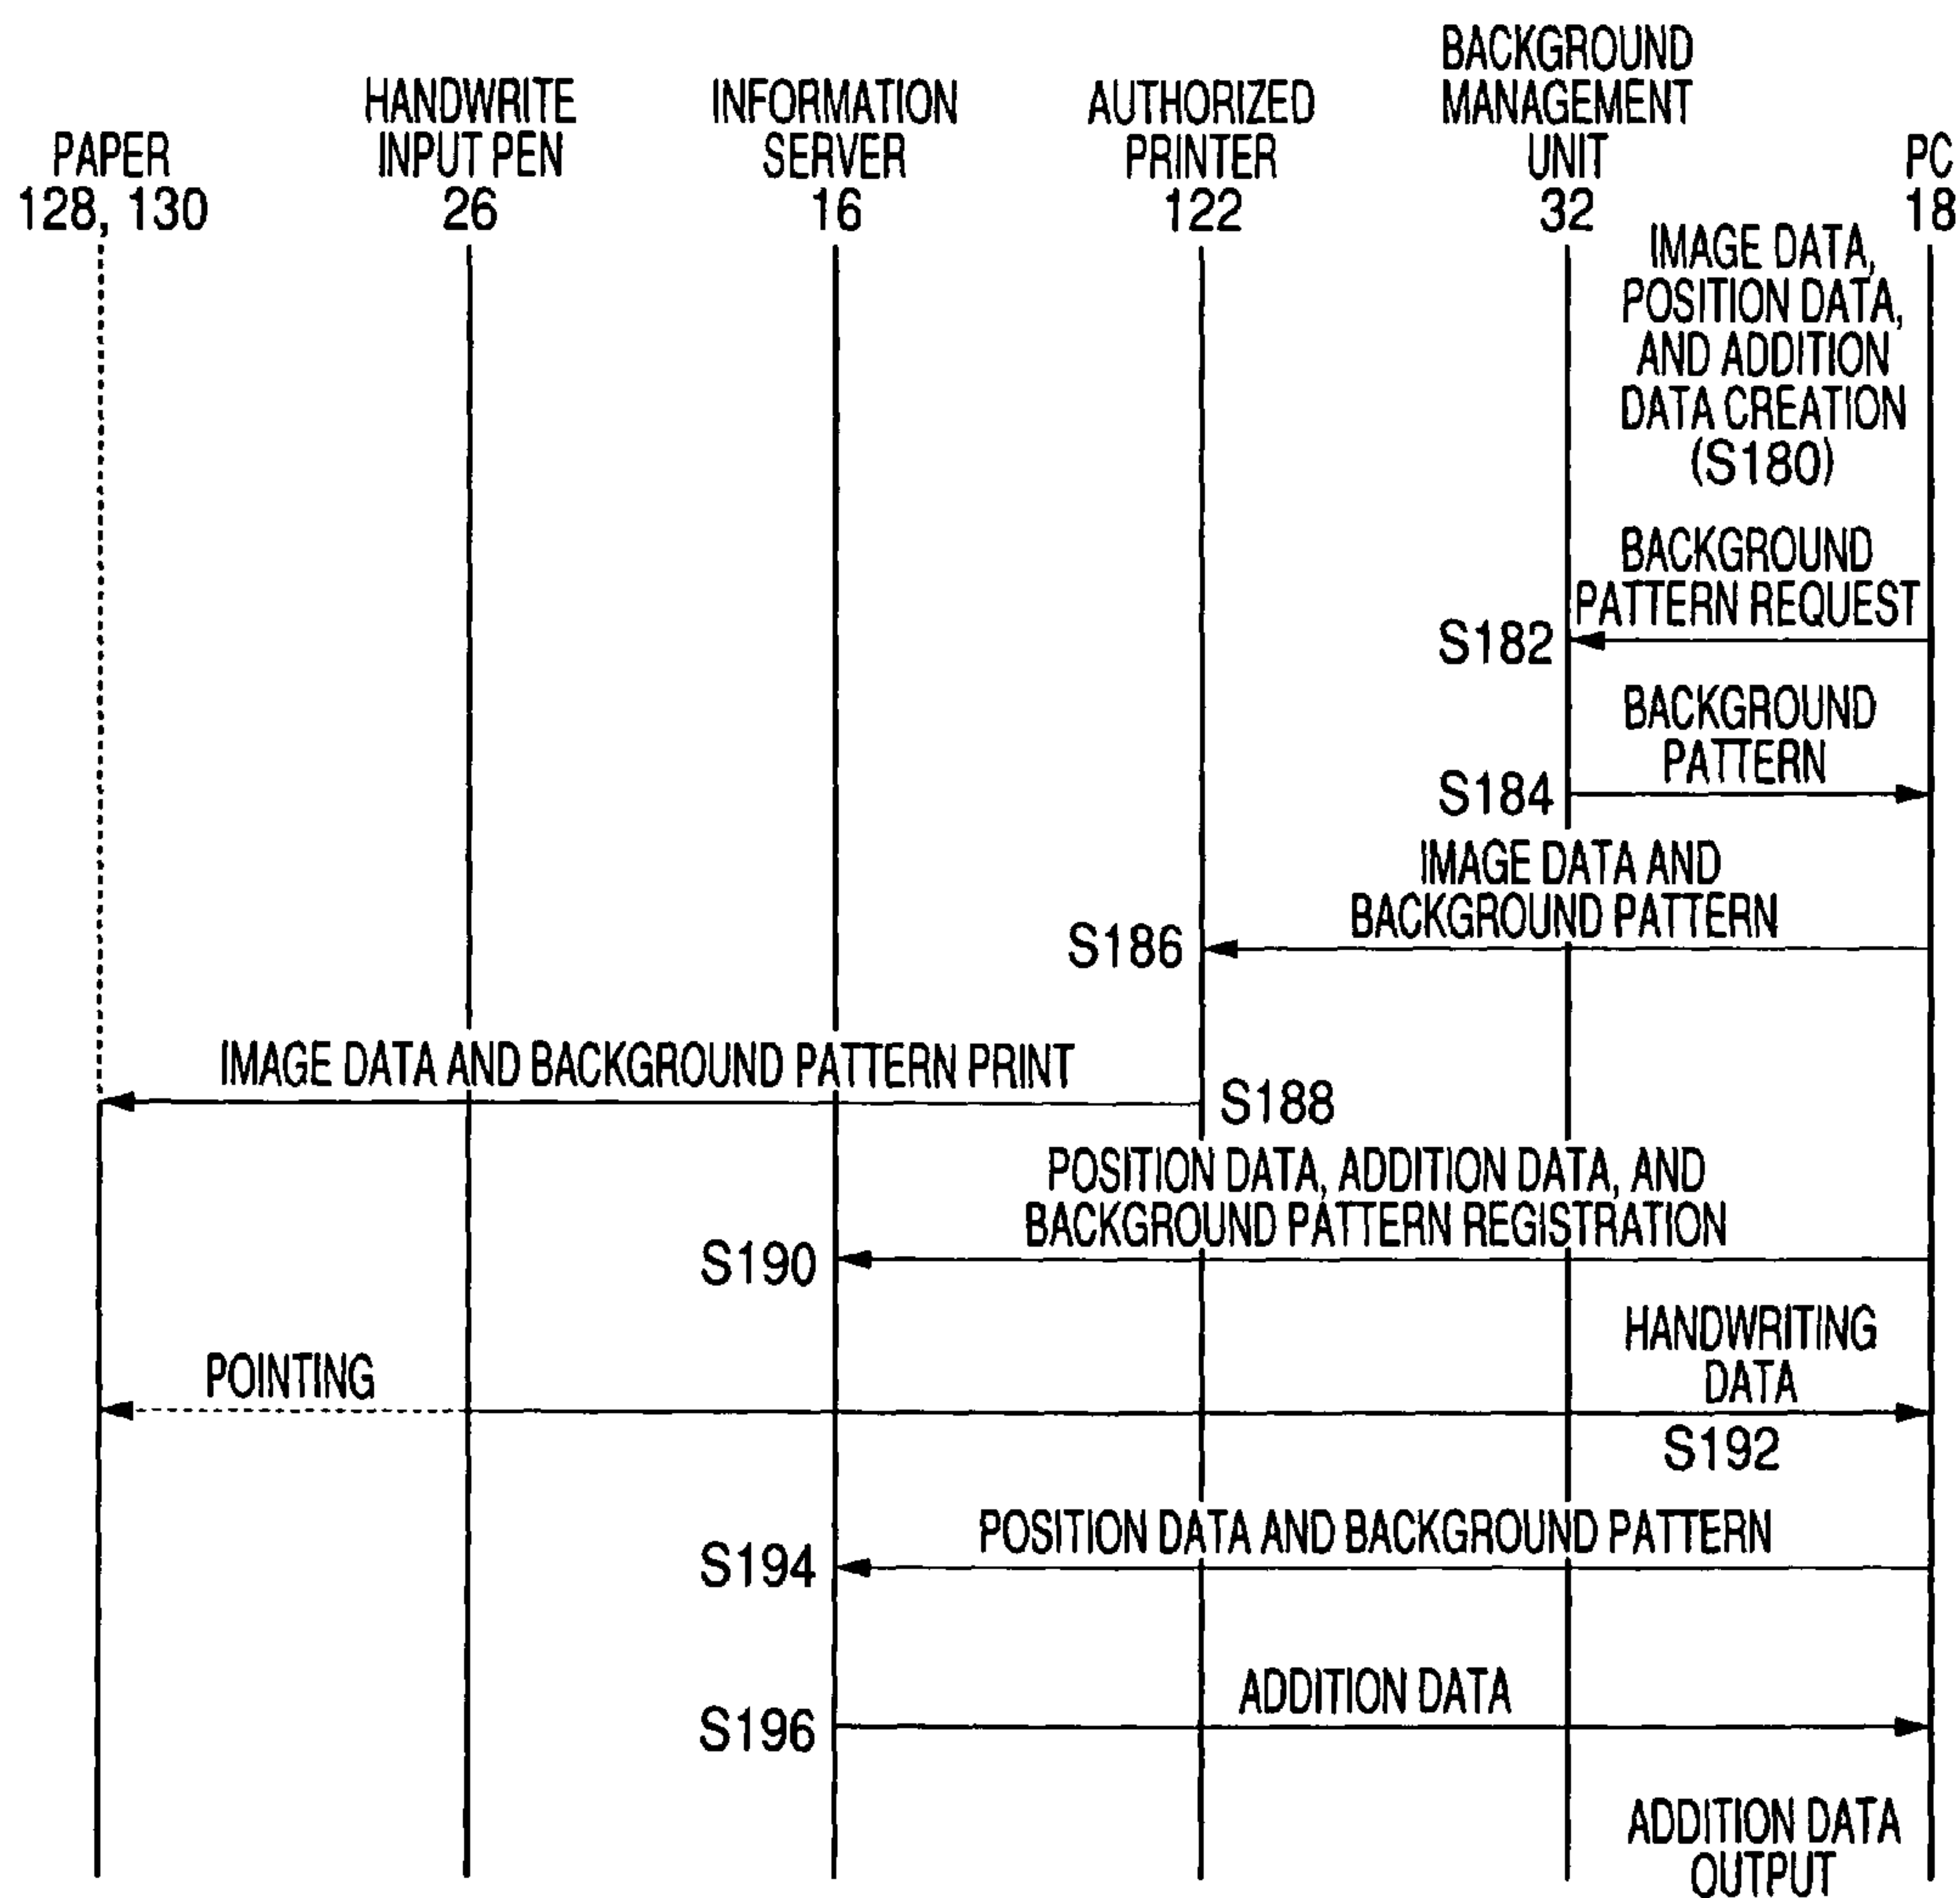 PAPER
128, 130
HANDWRITE
INPUT PEN
26
INFORMATION
SERVER
16
AUTHORIZED
PRINTER
122
BACKGROUND
MANAGEMENT
UNIT
32
PC
18
IMAGE DATA,
POSITION DATA,
AND ADDITION
DATA CREATION
(S180)
BACKGROUND
PATTERN REQUEST
S182
BACKGROUND
PATTERN
S184
IMAGE DATA AND
BACKGROUND PATTERN
S186
IMAGE DATA AND BACKGROUND PATTERN PRINT
S188
POSITION DATA, ADDITION DATA, AND
BACKGROUND PATTERN REGISTRATION
S190
HANDWRITING
DATA
POINTING
S192
POSITION DATA AND BACKGROUND PATTERN
S194
ADDITION DATA
S196
ADDITION DATA
OUTPUT